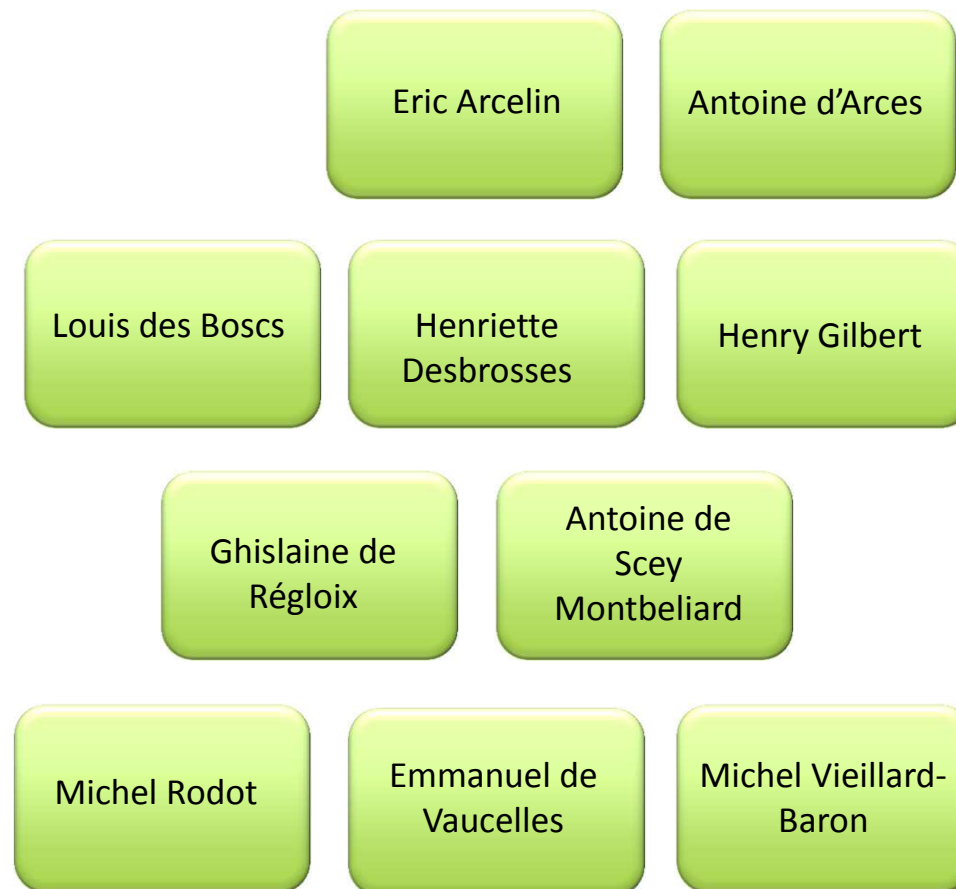 Eric Arcelin
Antoine d’Arces
Louis des Boscs
Henriette
Desbrosses
Henry Gilbert
Ghislaine de
Régloix
Antoine de
Scey
Montbeliard
Michel Rodot
Emmanuel de
Vaucelles
Michel Vieillard-
Baron